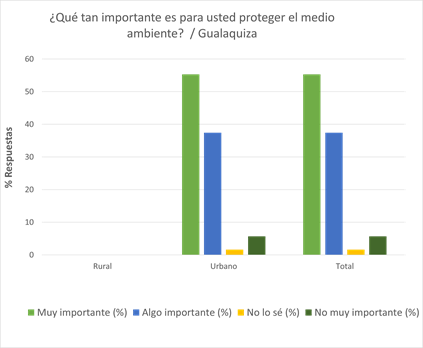 ¿Qué tan importante es para usted proteger el medio
ambiente? / Gualaquiza
60
50
40
30
20
10
0
% Respuestas
Rural Urbano Total
Muy importante (%) Algo importante (%) No lo sé (%) No muy importante (%)